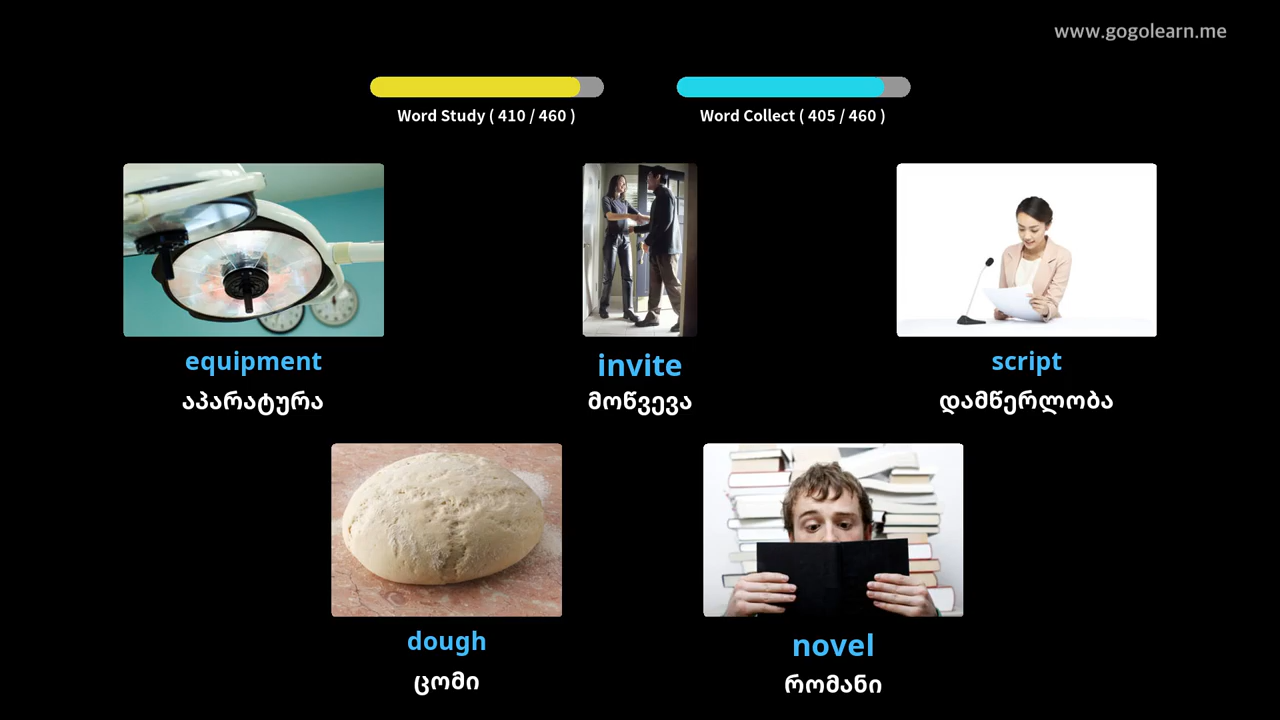 www.gogolearn.me
Word Study ( 410 / 460 )
Word Collect ( 405 / 460 )
equipment
აპარატურა
invite
მოწვევა
script
დამწერლობა
dough
ცომი
novel
რომანი